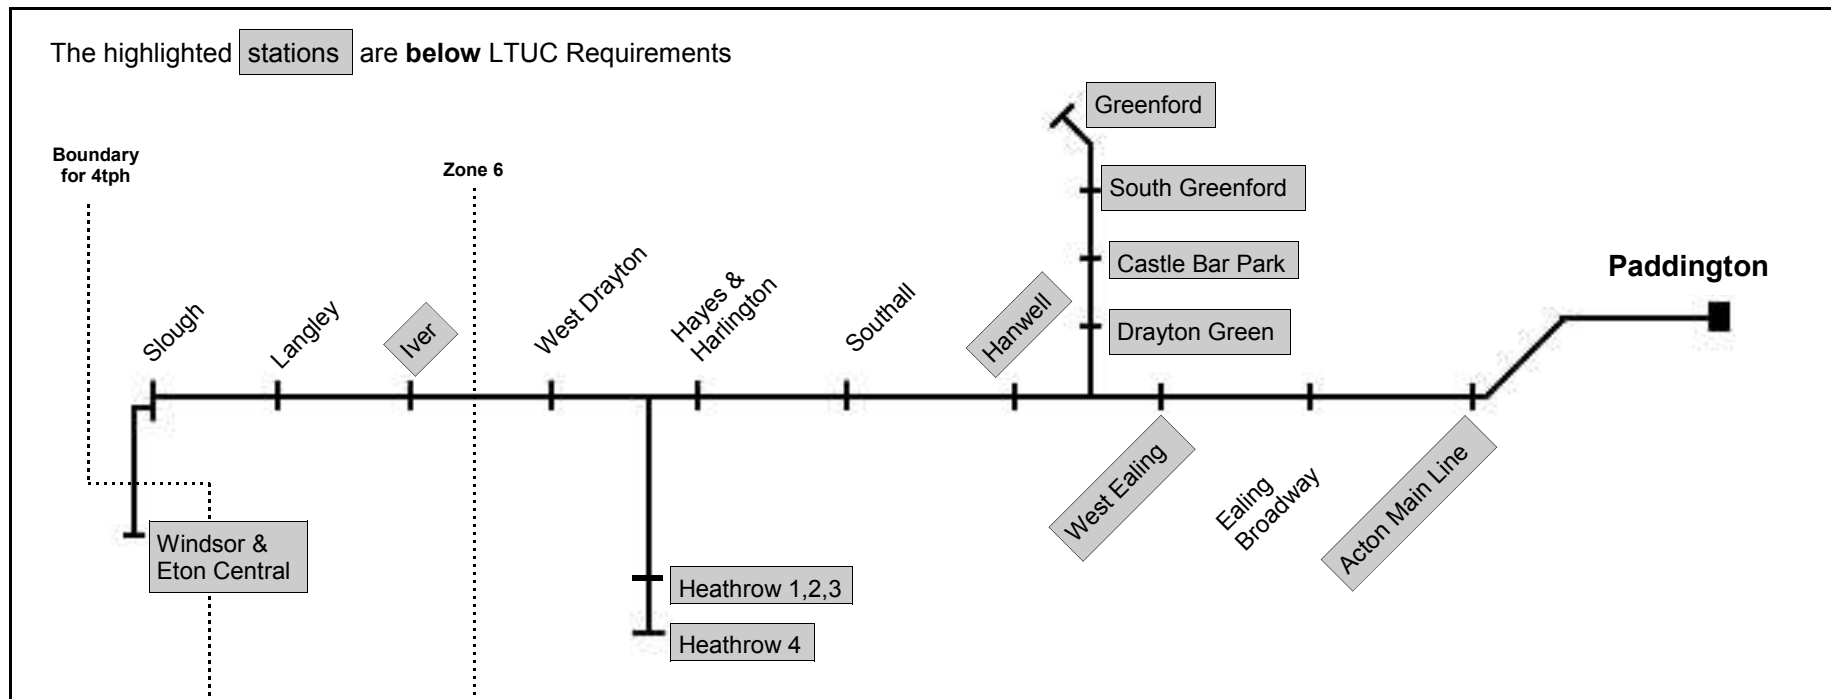 The highlighted stations are below LTUC Requirements
Boundary
for 4tph
Zone 6
Greenford
South Greenford
Castle Bar Park
Drayton Green
Paddington
Slough
Langley
Iver
West Drayton
Hayes &
Harlington
Southall
Hanwell
West Ealing
Ealing
Broadway
Acton Main Line
Windsor &
Eton Central
Heathrow 1,2,3
Heathrow 4